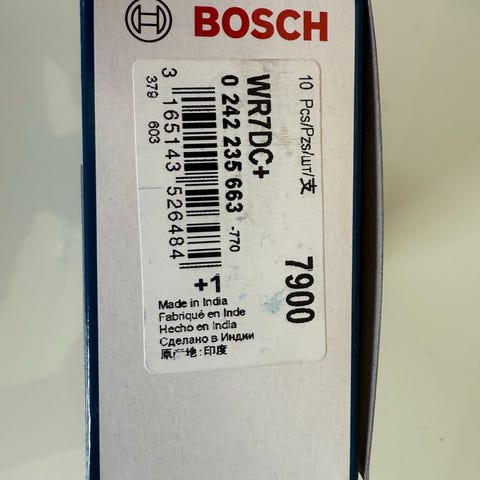 BOSCH
10 Pcs/Pzs/шт/支
WR7DC+ 7900
0 242 235 663 -770
3 165143 526484
379 603
+1
Made in India
Fabriqué en Inde
Hecho en India
Сделано в Индии
原产地:印度